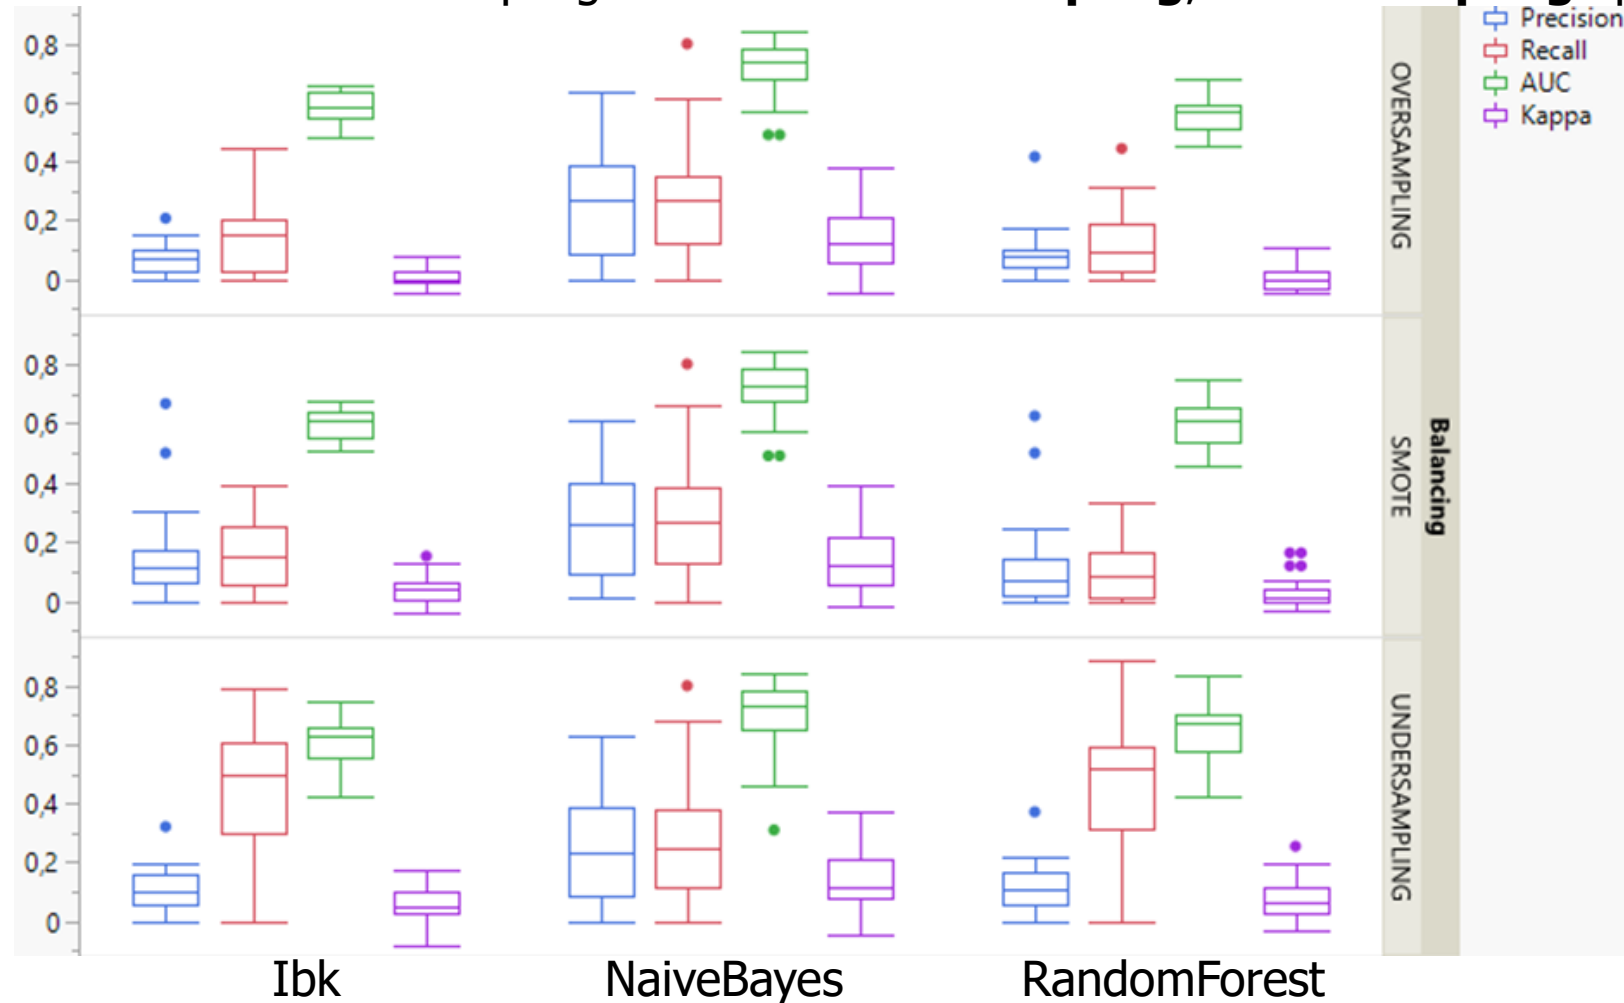 Precision
Recall
AUC
Kappa
0,8
0,6
0,4
0,2
0
OVERSAMPLING
0,8
0,6
0,4
0,2
0
SMOTE
Balancing
0,8
0,6
0,4
0,2
0
UNDERSAMPLING
Ibk
NaiveBayes
RandomForest